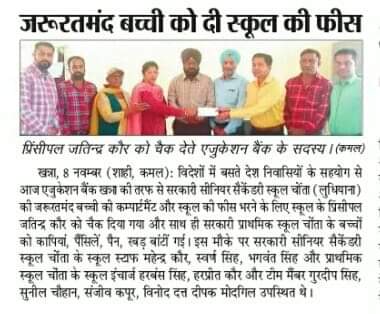 जरूरतमंद बच्ची को दी स्कूल की फीस
प्रिंसीपल जतिन्द्र कौर को चैक देते एजुकेशन बैंक के सदस्य। (कमल)
खन्ना, 8 नवम्बर (शाही, कमल): विदेशों में बसते देश निवासियों के सहयोग से
आज एजुकेशन बैंक खन्ना की तरफ से सरकारी सीनियर सैकेंडरी स्कूल चोंता (लुधियाना)
की जरूरतमंद बच्ची को कम्पार्टमैंट और स्कूल की फीस भरने के लिए स्कूल के प्रिंसिपल
जतिन्द्र कौर को चैक दिया गया और साथ ही सरकारी प्राथमिक स्कूल चोंता के बच्चों
को कापियां, पैंसिलें, पैन, रबड़ बांटी गईं। इस मौके पर सरकारी सीनियर सैकेंडरी
स्कूल चोंता के स्कूल स्टाफ महेन्द्र कौर, स्वर्ण सिंह, भगवंत सिंह और प्राथमिक
स्कूल चोंता के स्कूल इंचार्ज हरबंस सिंह, हरप्रीत कौर और टीम मैंबर गुरदीप सिंह,
सुनील चौहान, संजीव कपूर, विनोद दत्त दीपक मोदगिल उपस्थित थे।